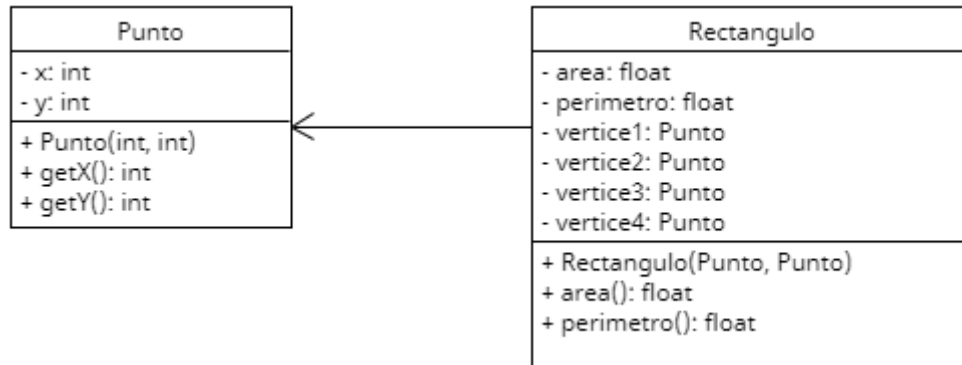 Punto
- x: int
- y: int
+ Punto(int, int)
+ getX(): int
+ getY(): int
Rectangulo
- area: float
- perimetro: float
- vertice1: Punto
- vertice2: Punto
- vertice3: Punto
- vertice4: Punto
+ Rectangulo(Punto, Punto)
+ area(): float
+ perimetro(): float